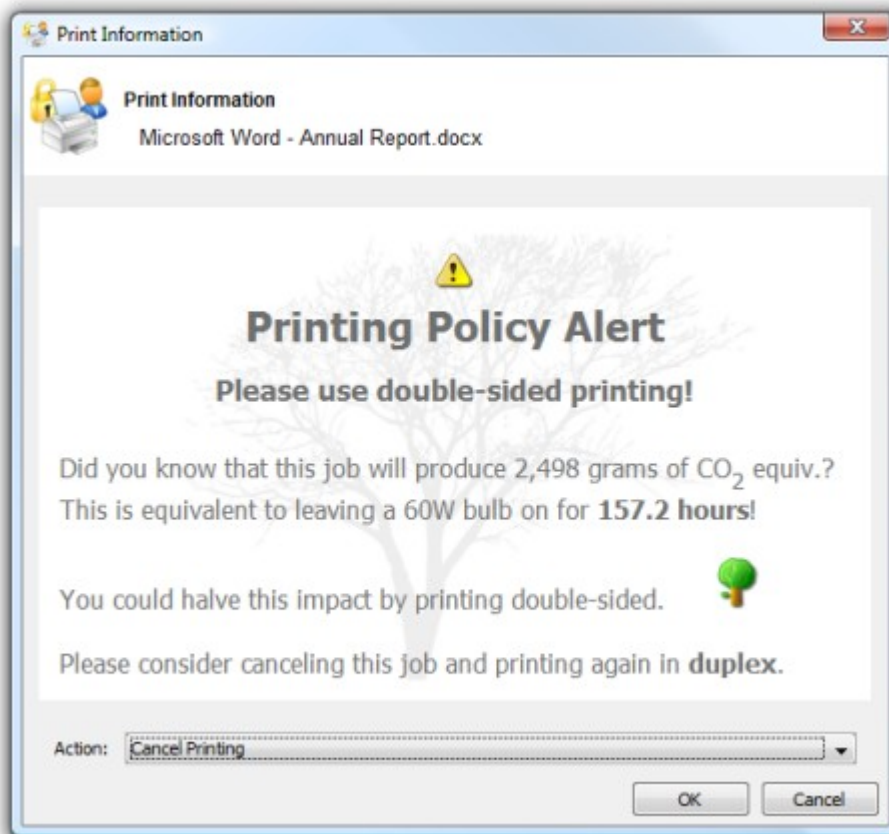 Print Information
Print Information
Microsoft Word - Annual Report.docx
Printing Policy Alert
Please use double-sided printing!
Did you know that this job will produce 2,498 grams of CO₂ equiv.?
This is equivalent to leaving a 60W bulb on for 157.2 hours!
You could halve this impact by printing double-sided.
Please consider canceling this job and printing again in duplex.
Action: Cancel Printing
OK Cancel